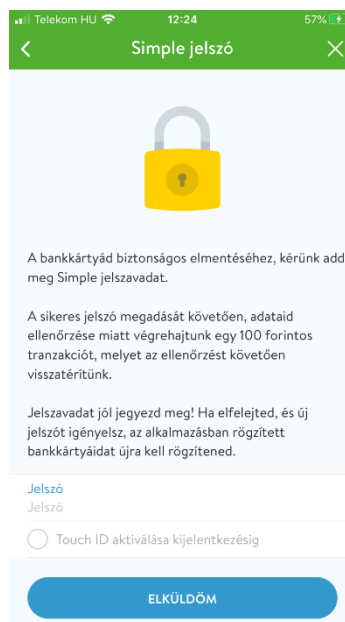 Telekom HU 12:24 57%
Simple jelszó
A bankkártyád biztonságos elmentéséhez, kérünk add
meg Simple jelszavadat.
A sikeres jelszó megadását követően, adataid
ellenőrzése miatt végrehajtunk egy 100 forintos
tranzakciót, melyet az ellenőrzést követően
visszatérítünk.
Jelszavadat jól jegyezd meg! Ha elfelejted, és új
jelszót igényelsz, az alkalmazásban rögzített
bankkártyáidat újra kell rögzítened.
Jelszó
Jelszó
Touch ID aktiválása kijelentkezésig
ELKÜLDÖM